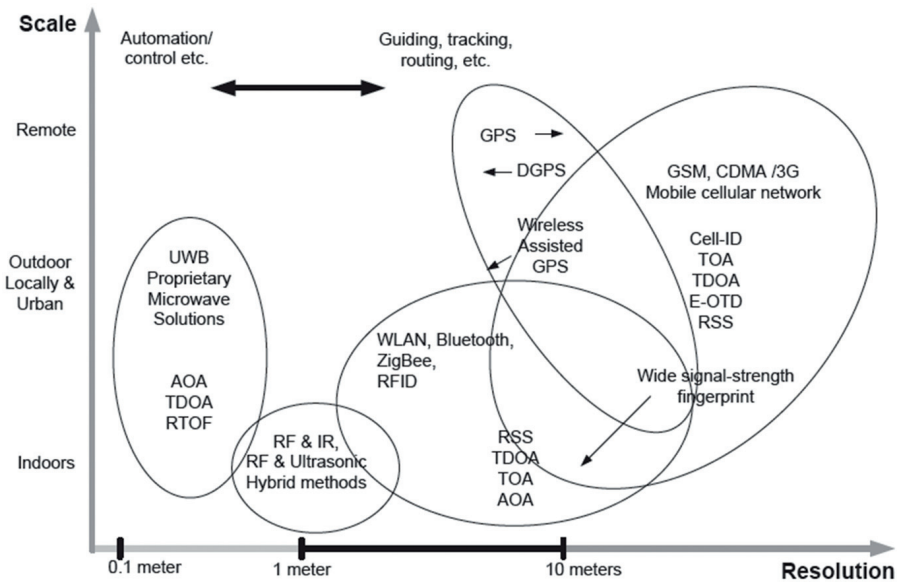 Scale
Automation/
control etc.
Guiding, tracking,
routing, etc.
Remote
GPS
DGPS
GSM, CDMA /3G
Mobile cellular network
Wireless
Assisted
GPS
Cell-ID
TOA
TDOA
E-OTD
RSS
Outdoor
Locally &
Urban
UWB
Proprietary
Microwave
Solutions
AOA
TDOA
RTOF
WLAN, Bluetooth,
ZigBee,
RFID
Wide signal-strength
fingerprint
Indoors
RF & IR,
RF & Ultrasonic
Hybrid methods
RSS
TDOA
TOA
AOA
0.1 meter
1 meter
10 meters
Resolution